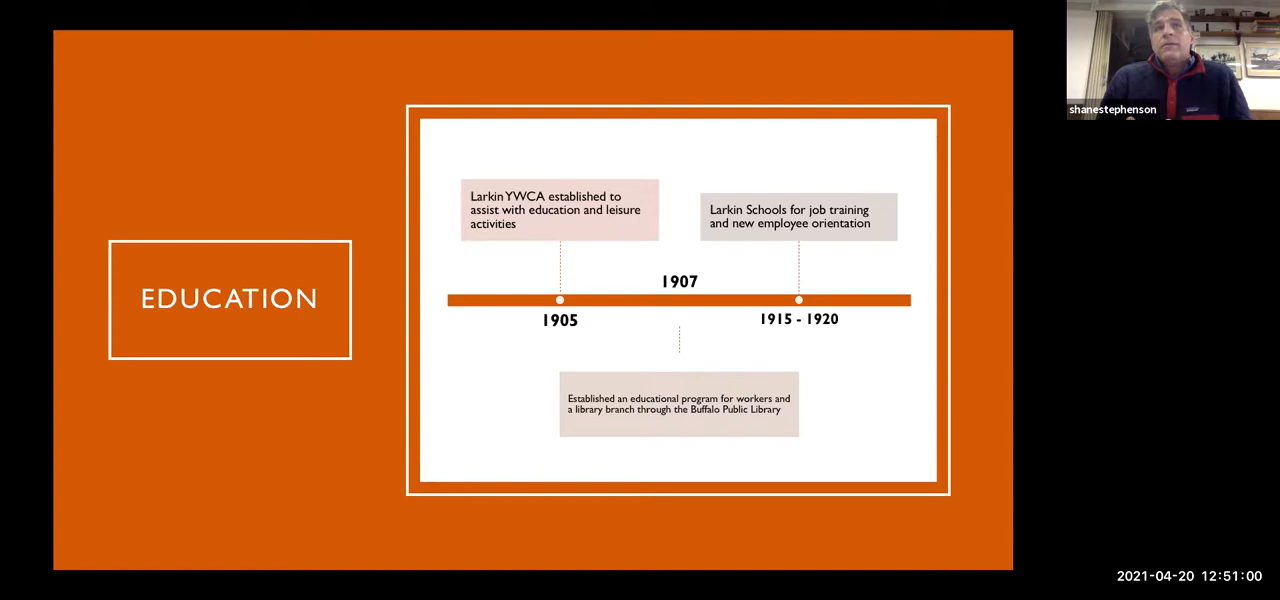 shanestephenson
EDUCATION
Larkin YWCA established to
assist with education and leisure
activities
Larkin Schools for job training
and new employee orientation
1907
1905
1915 - 1920
Established an educational program for workers and
a library branch through the Buffalo Public Library
2021-04-20 12:51:00